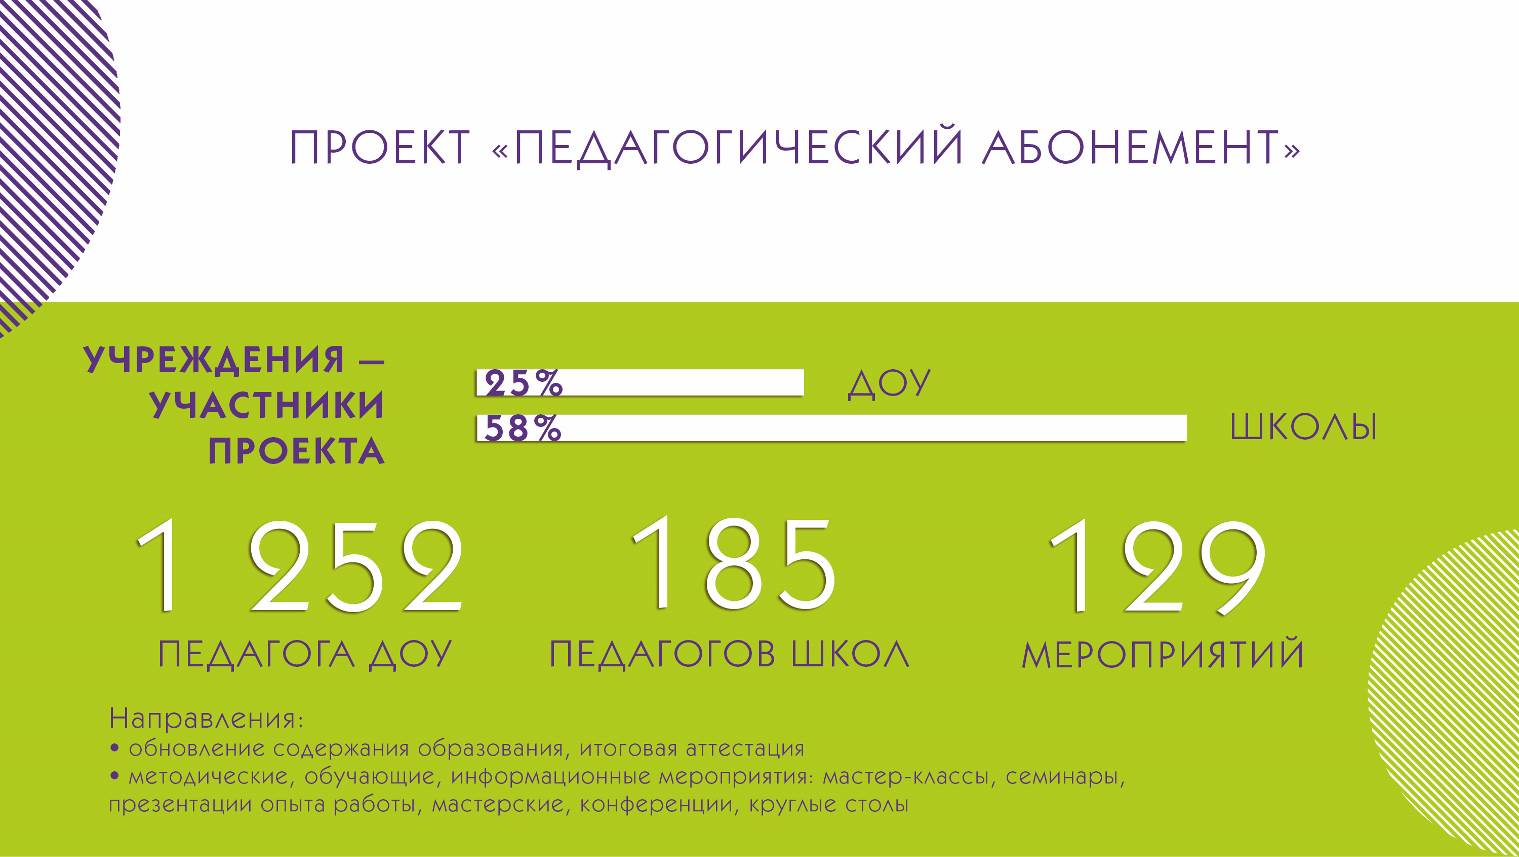 ПРОЕКТ «ПЕДАГОГИЧЕСКИЙ АБОНЕМЕНТ»
УЧРЕЖДЕНИЯ —
УЧАСТНИКИ
ПРОЕКТА
25% ДОУ
58% ШКОЛЫ
1 252 185 129
ПЕДАГОГА ДОУ ПЕДАГОГОВ ШКОЛ МЕРОПРИЯТИЙ
Направления:
• обновление содержания образования, итоговая аттестация
• методические, обучающие, информационные мероприятия: мастер-классы, семинары,
презентации опыта работы, мастерские, конференции, круглые столы